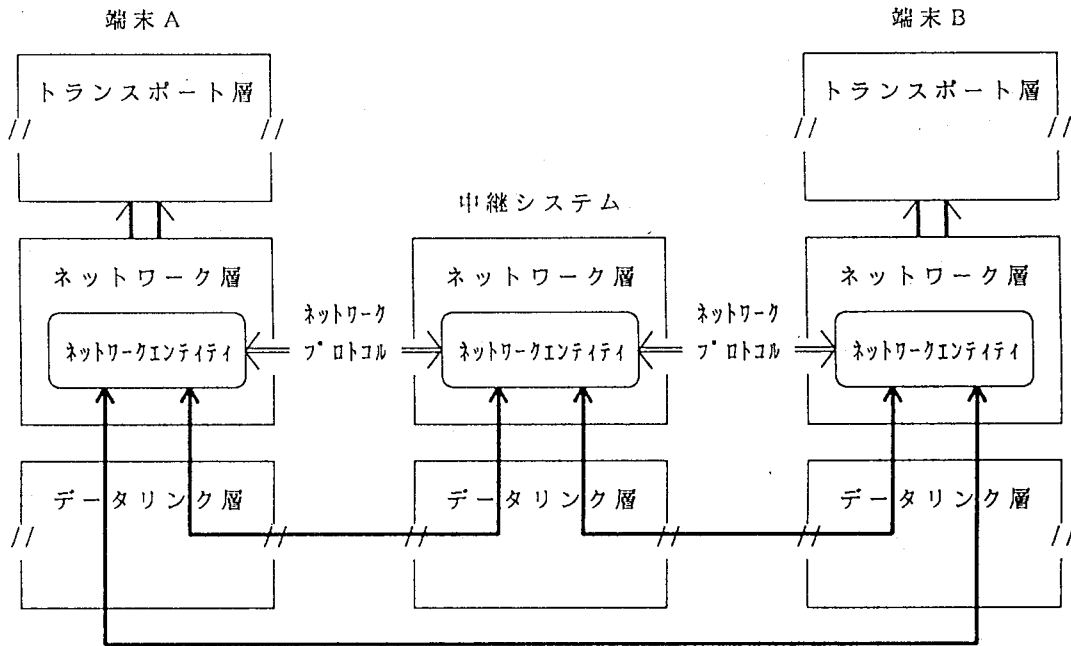 端末A
端末B
トランスポート層
トランスポート層
中継システム
ネットワーク層
ネットワーク層
ネットワーク層
ネットワーク
プロトコル
ネットワーク
プロトコル
ネットワークエンティティ
ネットワークエンティティ
ネットワークエンティティ
データリンク層
データリンク層
データリンク層